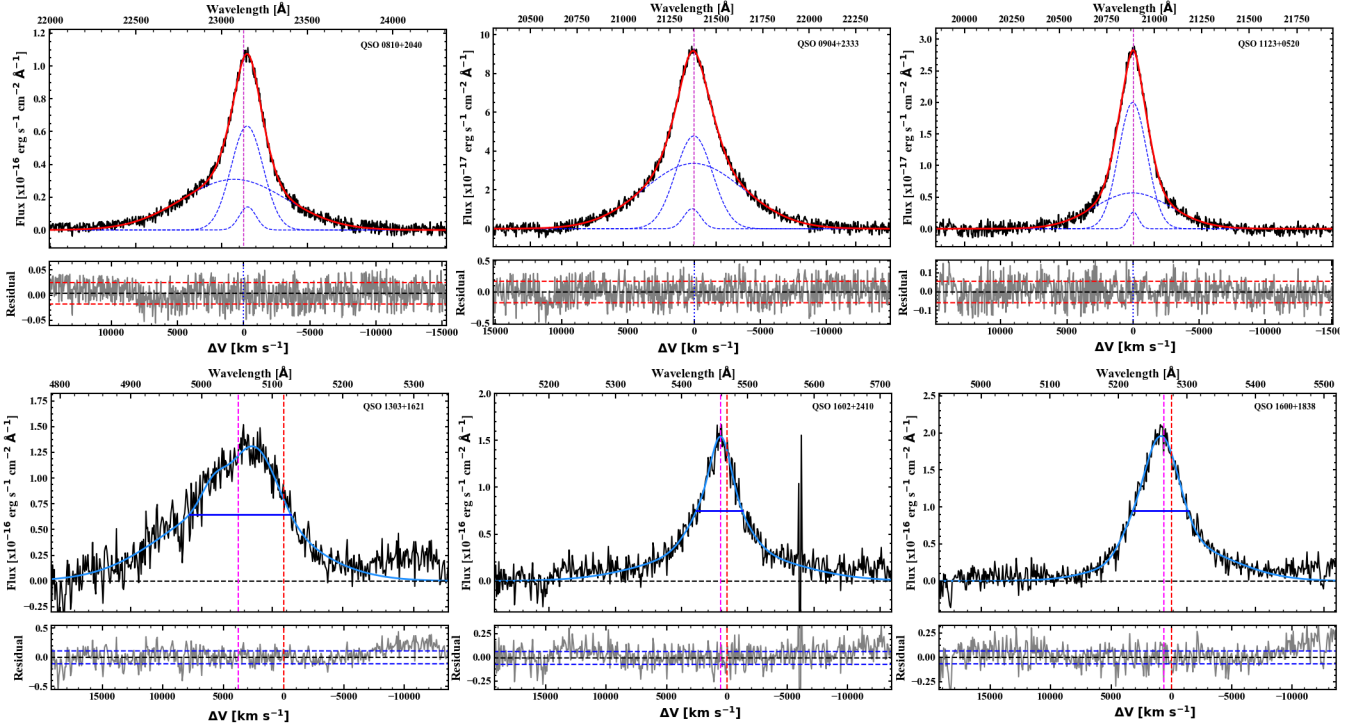 Wavelength [Å] Wavelength [Å] Wavelength [Å]
22000 22500 23000 23500 24000 20500 20750 21000 21250 21500 21750 22000 22250 20000 20250 20500 20750 21000 21250 21500 21750
QSO 0810+2040 QSO 0904+2333 QSO 1123+0520
Flux [x10⁻¹⁶ erg s⁻¹ cm⁻² Å⁻¹]
1.2
1.0
0.8
0.6
0.4
0.2
0.0
Flux [x10⁻¹⁷ erg s⁻¹ cm⁻² Å⁻¹]
10
8
6
4
2
0
Flux [x10⁻¹⁷ erg s⁻¹ cm⁻² Å⁻¹]
3.0
2.5
2.0
1.5
1.0
0.5
0.0
Residual
0.05
0.00
−0.05
Residual
0.5
0.0
−0.5
Residual
0.1
0.0
−0.1
10000 5000 0 −5000 −10000 −15000 15000 10000 5000 0 −5000 −10000 10000 5000 0 −5000 −10000 −1500
ΔV [km s⁻¹] ΔV [km s⁻¹] ΔV [km s⁻¹]
Wavelength [Å] Wavelength [Å] Wavelength [Å]
4800 4900 5000 5100 5200 5300 5200 5300 5400 5500 5600 5700 5000 5100 5200 5300 5400 5500
QSO 1303+1621 QSO 1602+2410 QSO 1600+1838
Flux [x10⁻¹⁶ erg s⁻¹ cm⁻² Å⁻¹]
1.75
1.50
1.25
1.00
0.75
0.50
0.25
0.00
−0.25
Flux [x10⁻¹⁶ erg s⁻¹ cm⁻² Å⁻¹]
2.0
1.5
1.0
0.5
0.0
Flux [x10⁻¹⁶ erg s⁻¹ cm⁻² Å⁻¹]
2.5
2.0
1.5
1.0
0.5
0.0
Residual
0.5
0.0
−0.5
Residual
0.25
0.00
−0.25
Residual
0.25
0.00
−0.25
15000 10000 5000 0 −5000 −10000 15000 10000 5000 0 −5000 −10000 15000 10000 5000 0 −5000 −10000
ΔV [km s⁻¹] ΔV [km s⁻¹] ΔV [km s⁻¹]